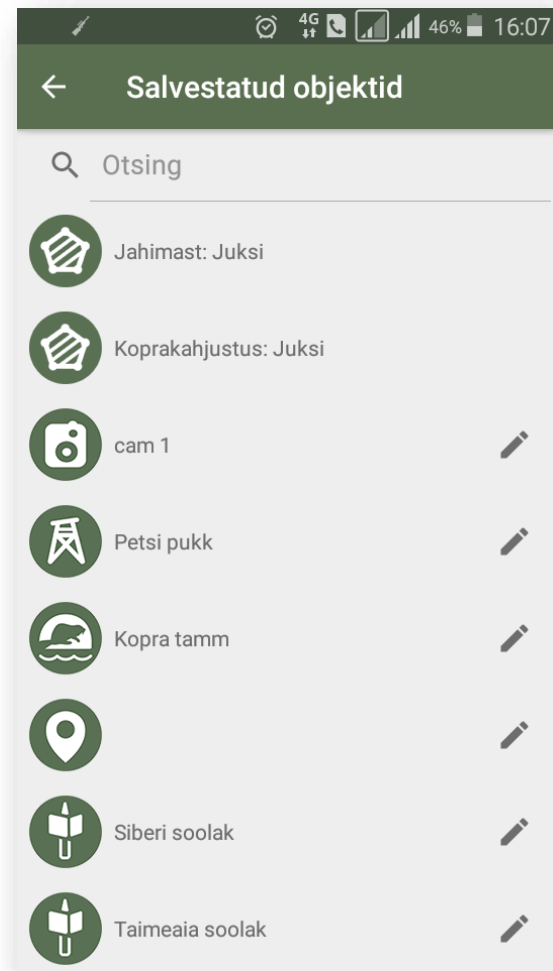 4G 46% 16:07
Salvestatud objektid
Otsing
Jahimast: Juksi
Koprakahjustus: Juksi
cam 1
Petsi pukk
Kopra tamm
Siberi soolak
Taimeaia soolak